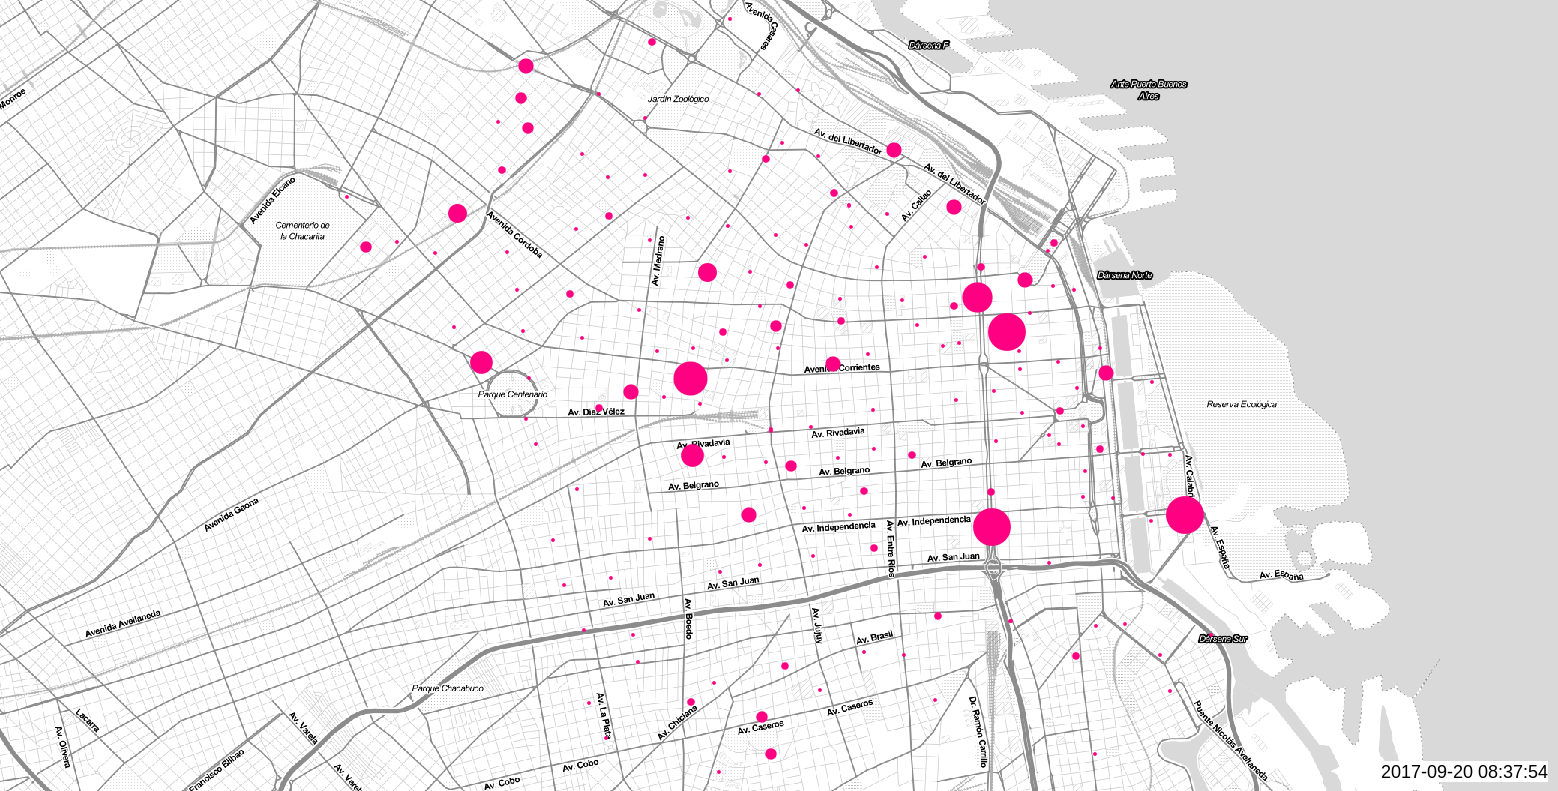 Avenida Casares
Dársena F
Ante Puerto Buenos
Aires
Monroe
Jardín Zoológico
Av. del Libertador
Av. del Libertador
Avenida Elcano
Av. Callao
Cementerio de
la Chacarita
Avenida Córdoba
Av. Medrano
Dársena Norte
Avenida Corrientes
Parque Centenario
Av. Díaz Vélez
Reserva Ecológica
Av. Rivadavia
Av. Rivadavia
Av. Belgrano
Av. Belgrano
Av. Belgrano
Avenida Gaona
Av. Independencia
Av. Independencia
Av. Entre Ríos
Av. España
Av. San Juan
Av. España
Av. San Juan
Av. San Juan
Avenida Avellaneda
Av. Boedo
Av. Jujuy
Av. Brasil
Dársena Sur
Parque Chacabuco
Av. La Plata
Av. Chiclana
Av. Caseros
Av. Caseros
Dr. Ramón Carrillo
Puente Nicolás Avellaneda
Lacarra
Av. Olivera
Av. Varela
Francisco Bilbao
Av. Cobo
Av. Cobo
2017-09-20 08:37:54